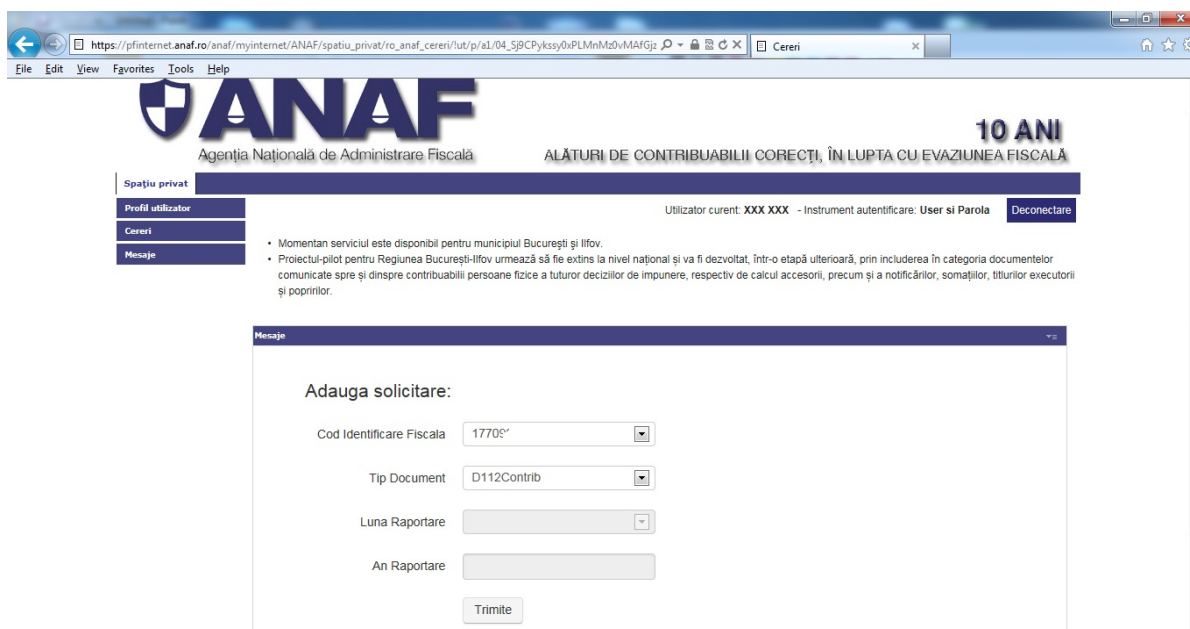 https://pfinternet.anaf.ro/anaf/myinternet/ANAF/spatiu_privat/ro_anaf_cereri/!ut/p/a1/04_Sj9CPykssy0xPLMnMz0vMAfGjz
Cereri
File Edit View Favorites Tools Help
ANAF
Agenția Națională de Administrare Fiscală
10 ANI
ALĂTURI DE CONTRIBUABILII CORECȚI, ÎN LUPTA CU EVAZIUNEA FISCALĂ
Spațiu privat
Profil utilizator
Utilizator curent: XXX XXX - Instrument autentificare: User si Parola Deconectare
Cereri
Mesaje
• Momentan serviciul este disponibil pentru municipiul Bucureşti şi Ilfov.
• Proiectul-pilot pentru Regiunea București-Ilfov urmează să fie extins la nivel național și va fi dezvoltat, într-o etapă ulterioară, prin includerea în categoria documentelor
comunicate spre și dinspre contribuabilii persoane fizice a tuturor deciziilor de impunere, respectiv de calcul accesorii, precum și a notificărilor, somațiilor, titlurilor executorii
și popririlor.
Mesaje
Adauga solicitare:
Cod Identificare Fiscala
Tip Document D112Contrib
Luna Raportare
An Raportare
Trimite